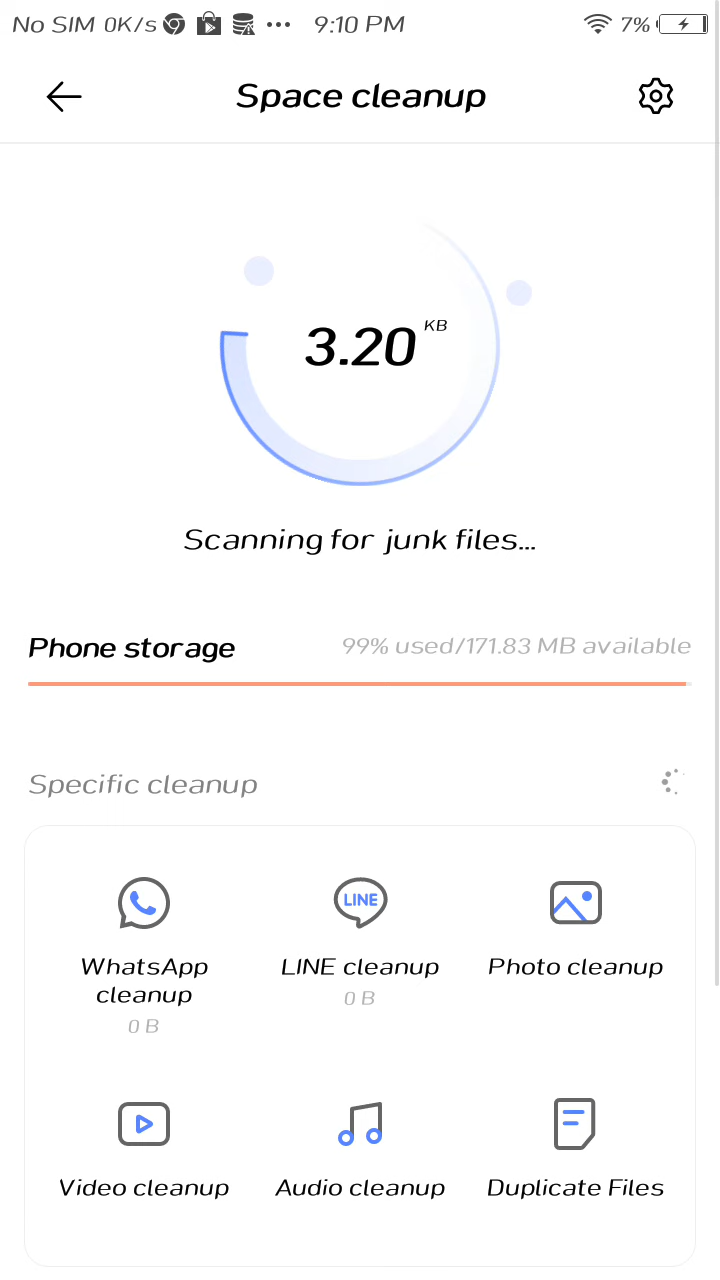 No SIM 0K/s 9:10 PM 7%
Space cleanup
3.20 KB
Scanning for junk files...
Phone storage 99% used/171.83 MB available
Specific cleanup
LINE
WhatsApp cleanup
0 B
LINE cleanup
0 B
Photo cleanup
Video cleanup
Audio cleanup
Duplicate Files